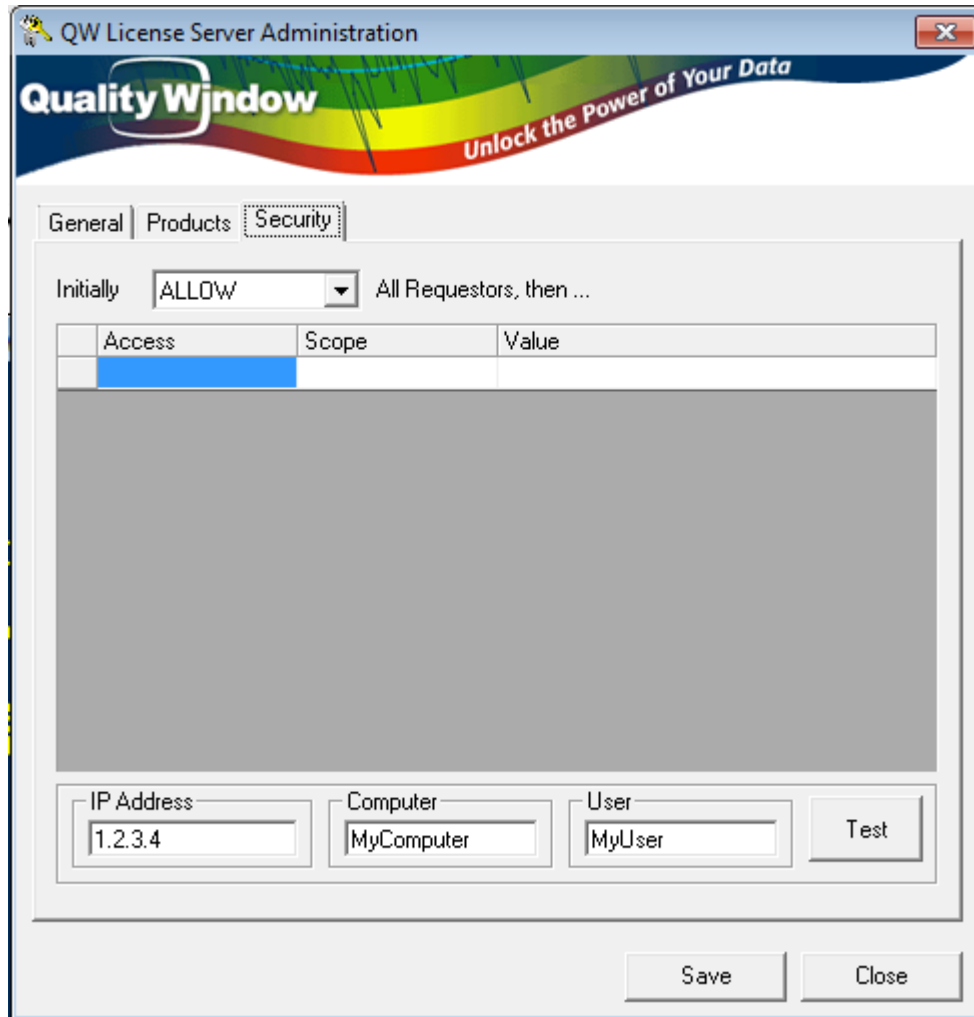 QW License Server Administration
Quality Window
Unlock the Power of Your Data
General Products Security
Initially ALLOW All Requestors, then ...
Access Scope Value
IP Address Computer User
1.2.3.4 MyComputer MyUser Test
Save Close